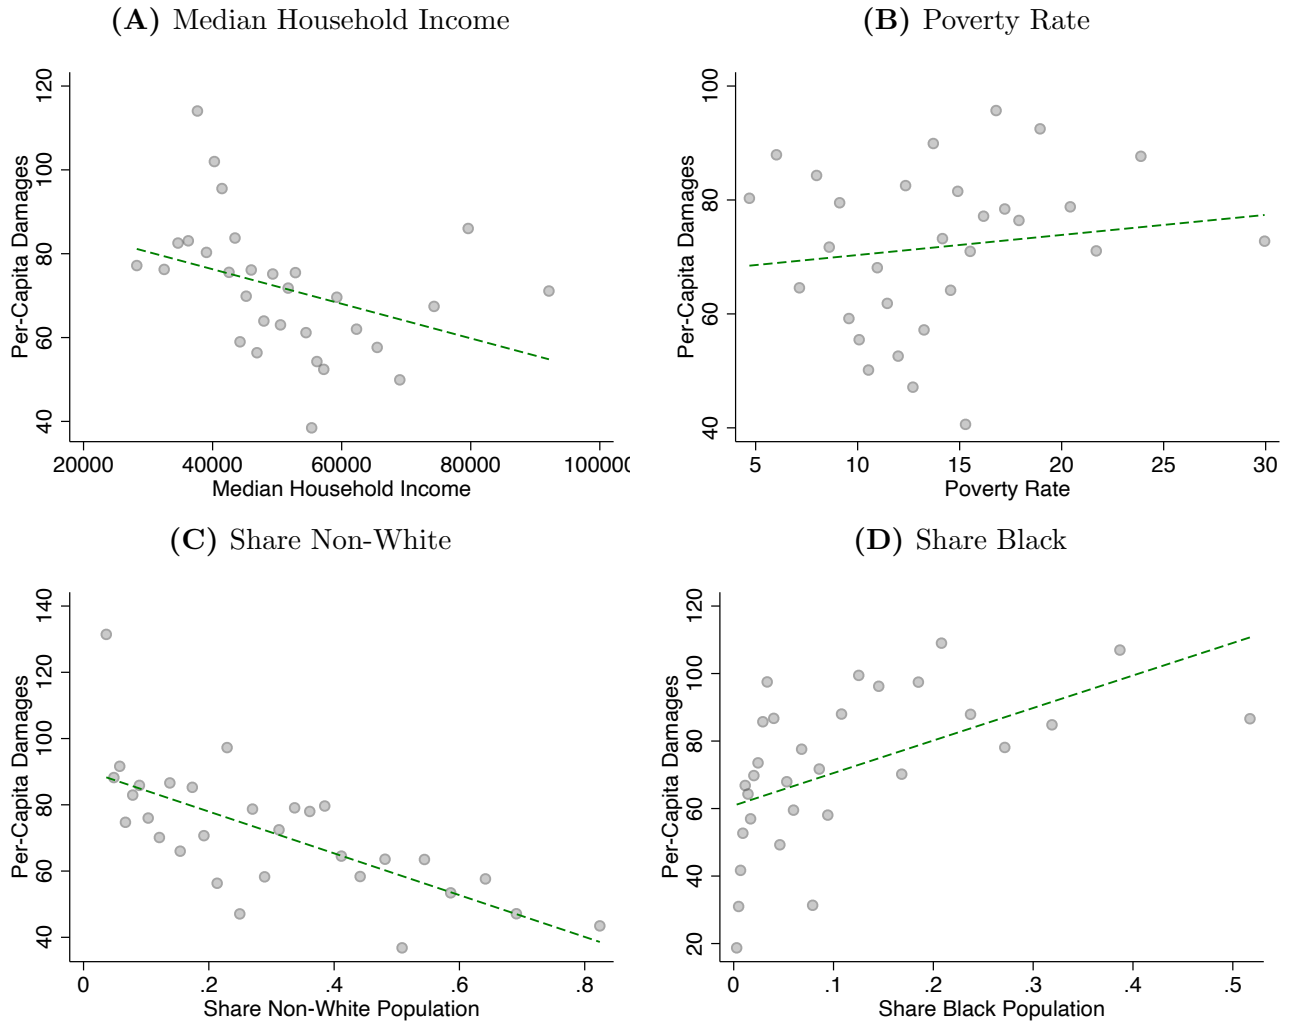 (A) Median Household Income
Per-Capita Damages
120
100
80
60
40
20000 40000 60000 80000 100000
Median Household Income
(B) Poverty Rate
Per-Capita Damages
100
80
60
40
5 10 15 20 25 30
Poverty Rate
(C) Share Non-White
Per-Capita Damages
140
120
100
80
60
40
0 .2 .4 .6 .8
Share Non-White Population
(D) Share Black
Per-Capita Damages
120
100
80
60
40
20
0 .1 .2 .3 .4 .5
Share Black Population